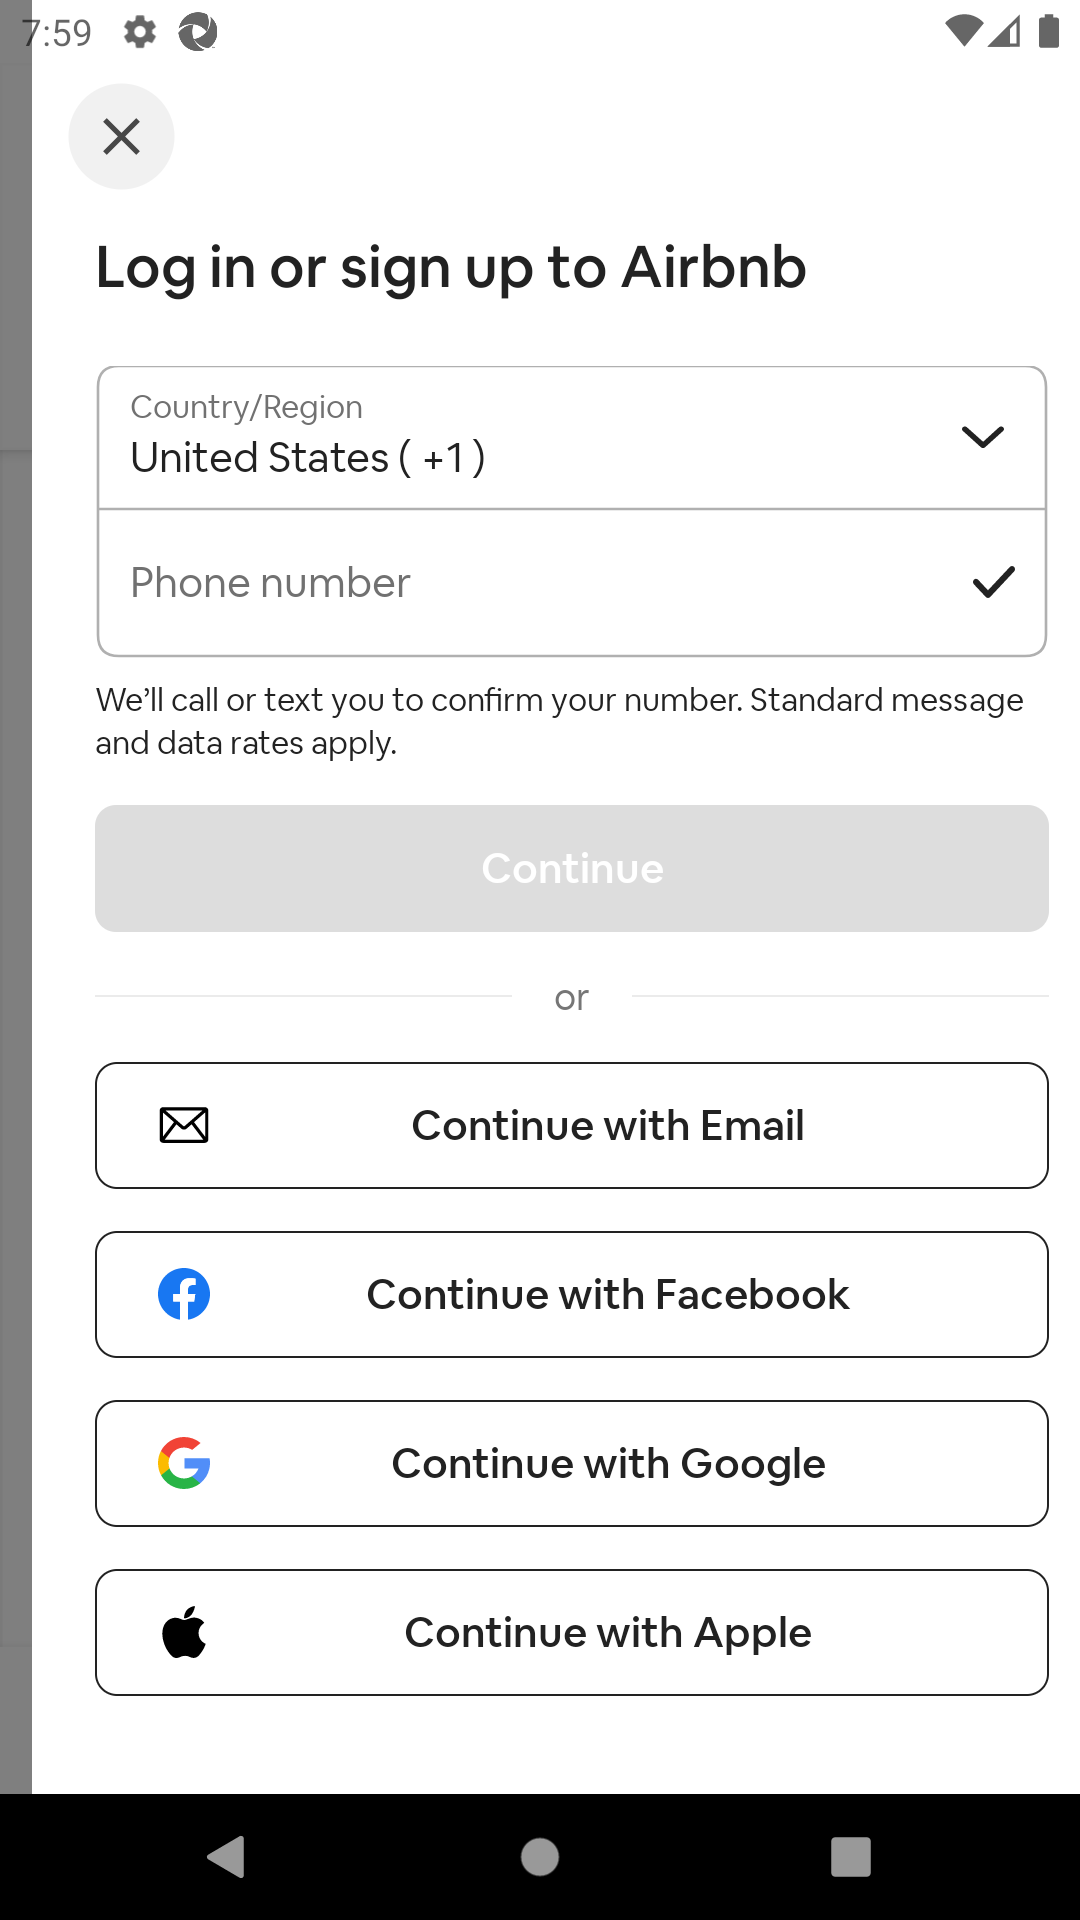 7:59
Log in or sign up to Airbnb
Country/Region
United States ( +1 )
Phone number
We’ll call or text you to confirm your number. Standard message
and data rates apply.
Continue
or
Continue with Email
Continue with Facebook
Continue with Google
Continue with Apple